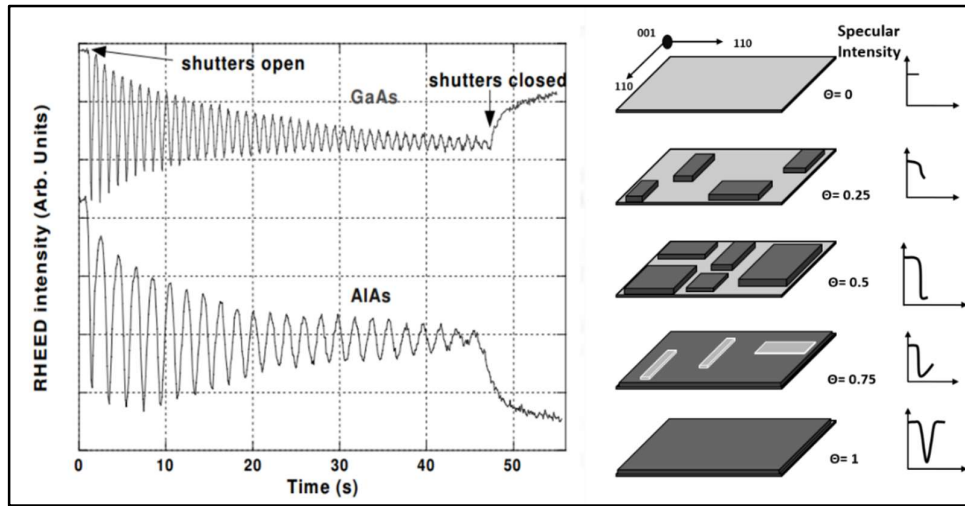 shutters open
shutters closed
GaAs
AlAs
RHEED intensity (Arb. Units)
0
10
20
30
40
50
Time (s)
001
110
110
Specular
Intensity
Θ= 0
Θ= 0.25
Θ= 0.5
Θ= 0.75
Θ= 1